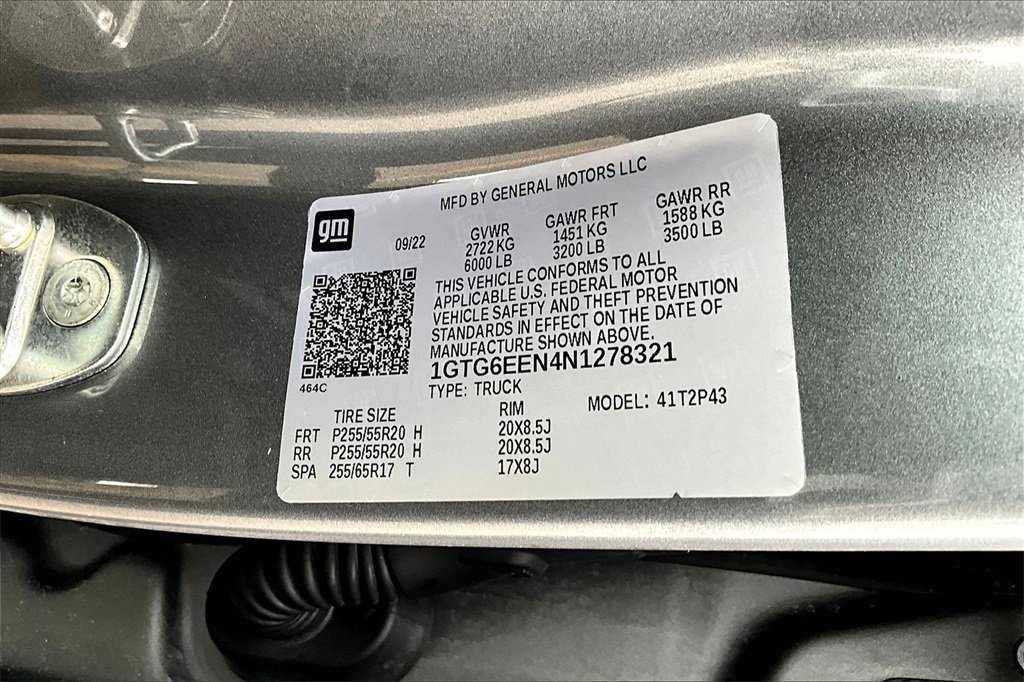 MFD BY GENERAL MOTORS LLC
gm
09/22
GVWR GAWR FRT GAWR RR
2722 KG 1451 KG 1588 KG
6000 LB 3200 LB 3500 LB
THIS VEHICLE CONFORMS TO ALL
APPLICABLE U.S. FEDERAL MOTOR
VEHICLE SAFETY AND THEFT PREVENTION
STANDARDS IN EFFECT ON THE DATE OF
MANUFACTURE SHOWN ABOVE.
1GTG6EEN4N1278321
464C
TYPE: TRUCK MODEL: 41T2P43
TIRE SIZE RIM
FRT P255/55R20 H 20X8.5J
RR P255/55R20 H 20X8.5J
SPA 255/65R17 T 17X8J